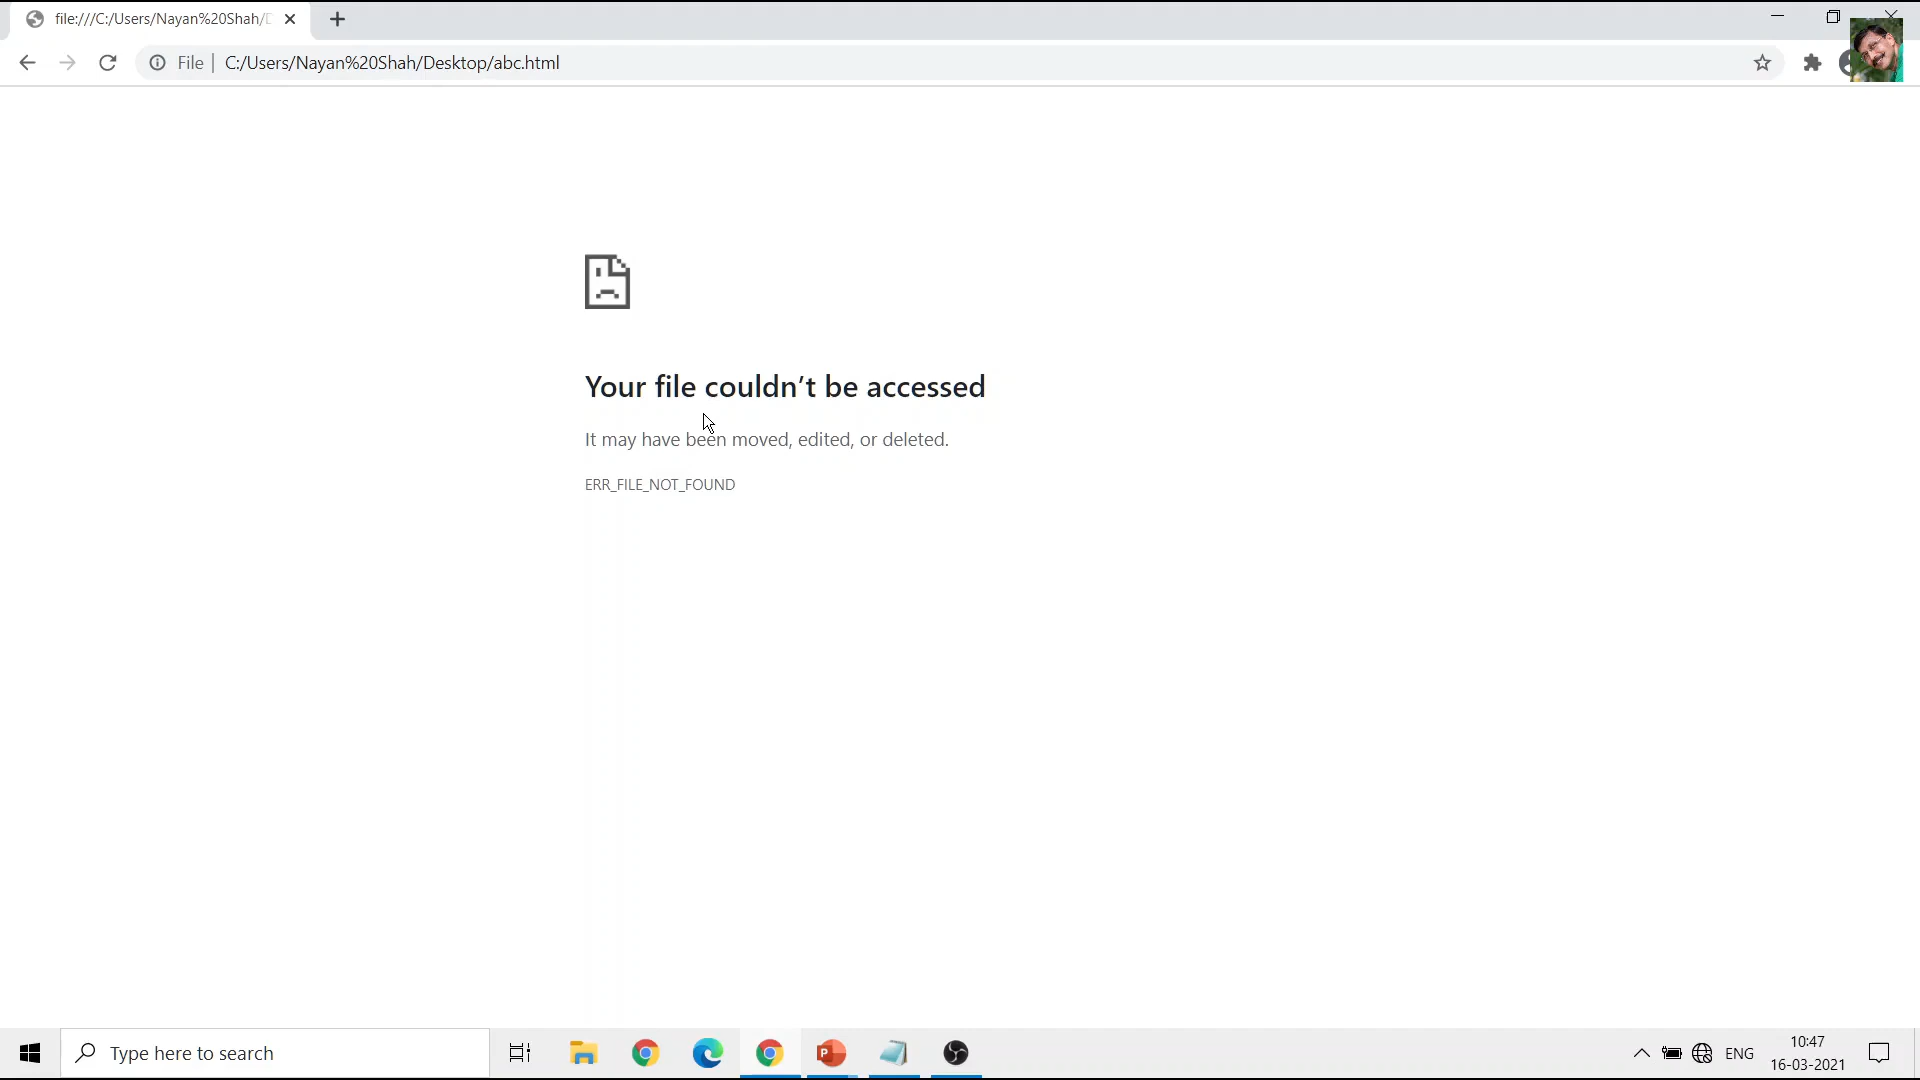 file:///C:/Users/Nayan%20Shah/D
File | C:/Users/Nayan%20Shah/Desktop/abc.html
Your file couldn’t be accessed
It may have been moved, edited, or deleted.
ERR_FILE_NOT_FOUND
Type here to search
ENG
10:47
16-03-2021